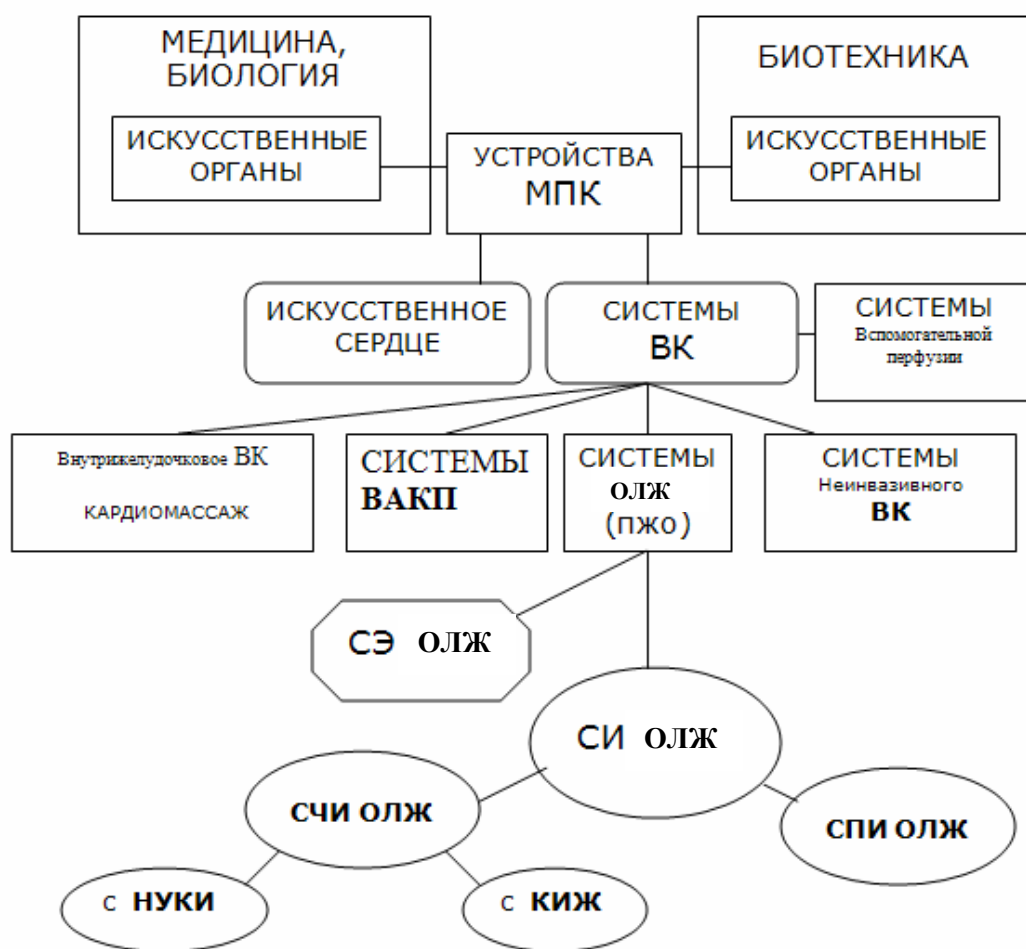 МЕДИЦИНА,
БИОЛОГИЯ
ИСКУССТВЕННЫЕ
ОРГАНЫ
УСТРОЙСТВА
МПК
БИОТЕХНИКА
ИСКУССТВЕННЫЕ
ОРГАНЫ
ИСКУССТВЕННОЕ
СЕРДЦЕ
СИСТЕМЫ
ВК
СИСТЕМЫ
Вспомогательной
перфузии
Внутрижелудочковое ВК
КАРДИОМАССАЖ
СИСТЕМЫ
ВАКП
СИСТЕМЫ
ОЛЖ
(пжо)
СИСТЕМЫ
Неинвазивного
ВК
СЭ ОЛЖ
СИ ОЛЖ
СЧИ ОЛЖ
СПИ ОЛЖ
с НУКИ
с КИЖ